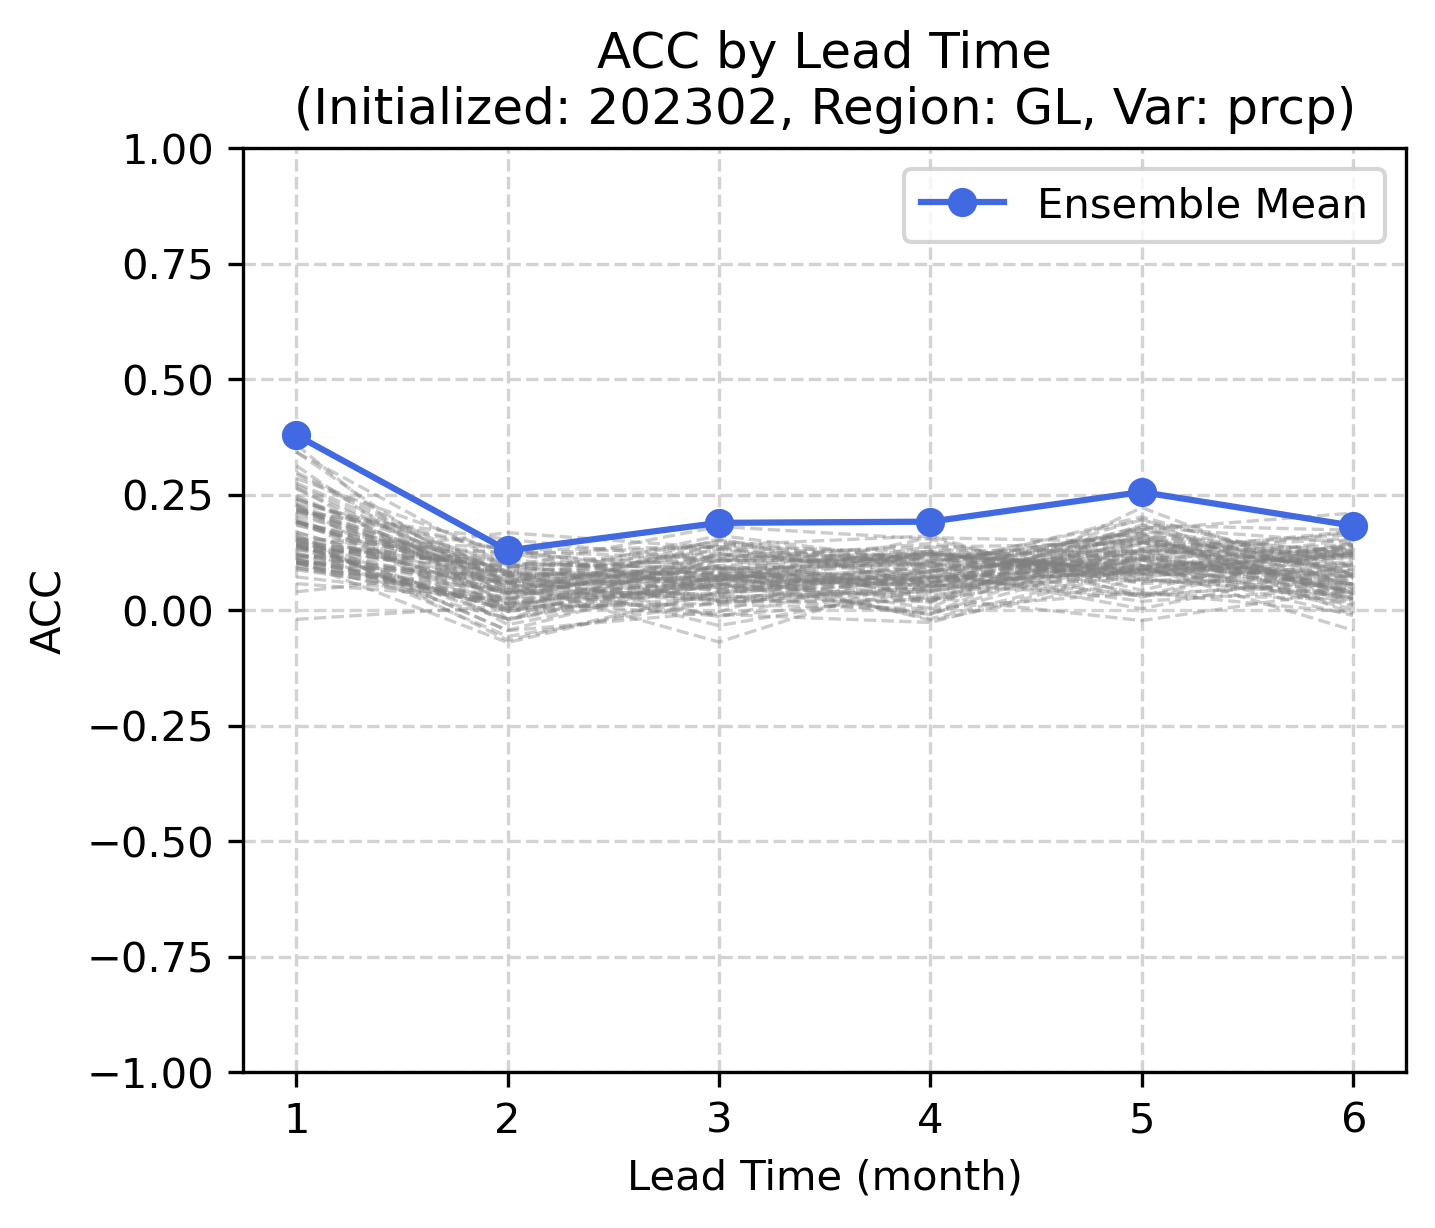 ACC by Lead Time
(Initialized: 202302, Region: GL, Var: prcp)
1.00
0.75
0.50
0.25
0.00
−0.25
−0.50
−0.75
−1.00
ACC
Ensemble Mean
1 2 3 4 5 6
Lead Time (month)